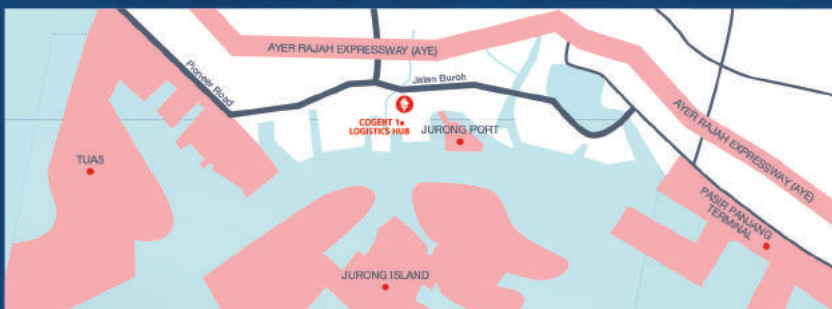 AYER RAJAH EXPRESSWAY (AYE)
Pioneer Road
Jalan Buroh
COGENT 1.
LOGISTICS HUB
JURONG PORT
AYER RAJAH EXPRESSWAY (AYE)
TUAS
PASIR PANJANG
TERMINAL
JURONG ISLAND